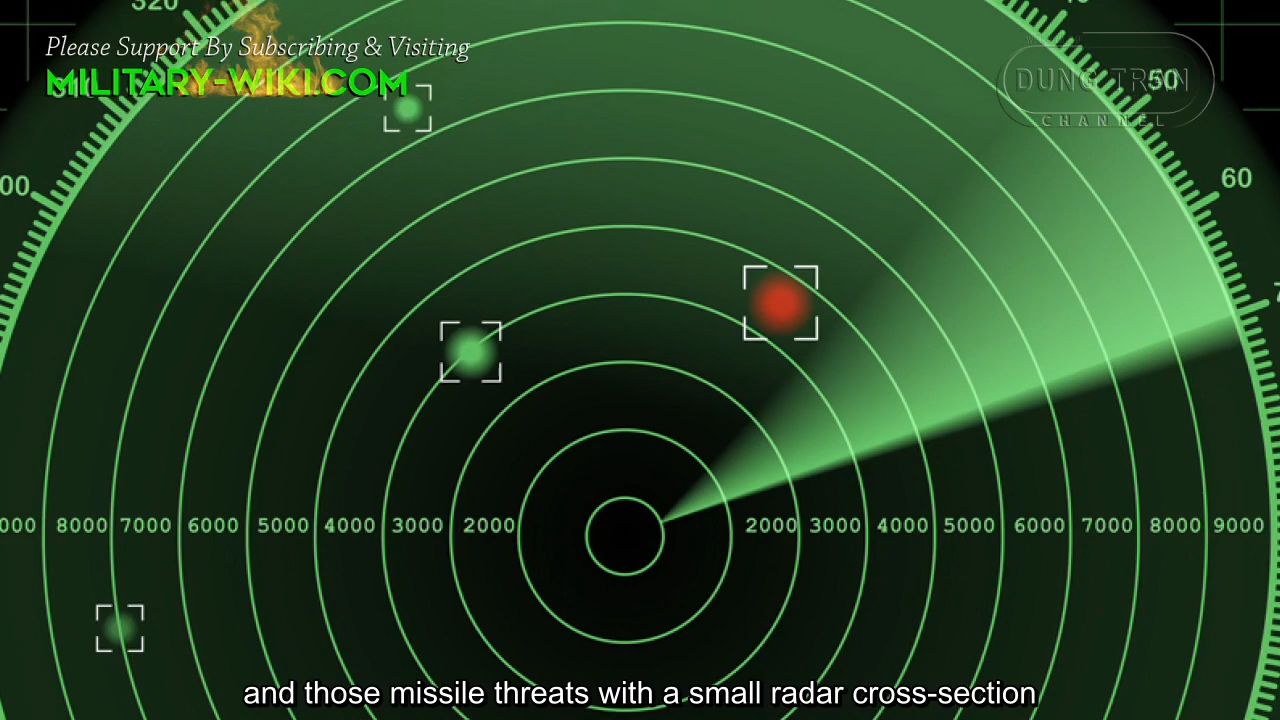 320
40
Please Support By Subscribing & Visiting
MILITARY-WIKI.COM
DUNG TRAN
CHANNEL
50
60
000 8000 7000 6000 5000 4000 3000 2000 2000 3000 4000 5000 6000 7000 8000 9000
and those missile threats with a small radar cross-section